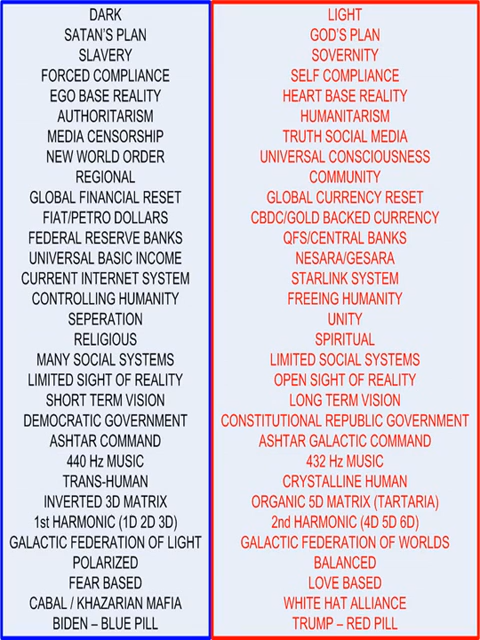 DARK LIGHT
SATAN'S PLAN GOD'S PLAN
SLAVERY SOVERNITY
FORCED COMPLIANCE SELF COMPLIANCE
EGO BASE REALITY HEART BASE REALITY
AUTHORITARISM HUMANITARISM
MEDIA CENSORSHIP TRUTH SOCIAL MEDIA
NEW WORLD ORDER UNIVERSAL CONSCIOUSNESS
REGIONAL COMMUNITY
GLOBAL FINANCIAL RESET GLOBAL CURRENCY RESET
FIAT/PETRO DOLLARS CBDC/GOLD BACKED CURRENCY
FEDERAL RESERVE BANKS QFS/CENTRAL BANKS
UNIVERSAL BASIC INCOME NESARA/GESARA
CURRENT INTERNET SYSTEM STARLINK SYSTEM
CONTROLLING HUMANITY FREEING HUMANITY
SEPERATION UNITY
RELIGIOUS SPIRITUAL
MANY SOCIAL SYSTEMS LIMITED SOCIAL SYSTEMS
LIMITED SIGHT OF REALITY OPEN SIGHT OF REALITY
SHORT TERM VISION LONG TERM VISION
DEMOCRATIC GOVERNMENT CONSTITUTIONAL REPUBLIC GOVERNMENT
ASHTAR COMMAND ASHTAR GALACTIC COMMAND
440 Hz MUSIC 432 Hz MUSIC
TRANS-HUMAN CRYSTALLINE HUMAN
INVERTED 3D MATRIX ORGANIC 5D MATRIX (TARTARIA)
1st HARMONIC (1D 2D 3D) 2nd HARMONIC (4D 5D 6D)
GALACTIC FEDERATION OF LIGHT GALACTIC FEDERATION OF WORLDS
POLARIZED BALANCED
FEAR BASED LOVE BASED
CABAL / KHAZARIAN MAFIA WHITE HAT ALLIANCE
BIDEN – BLUE PILL TRUMP – RED PILL